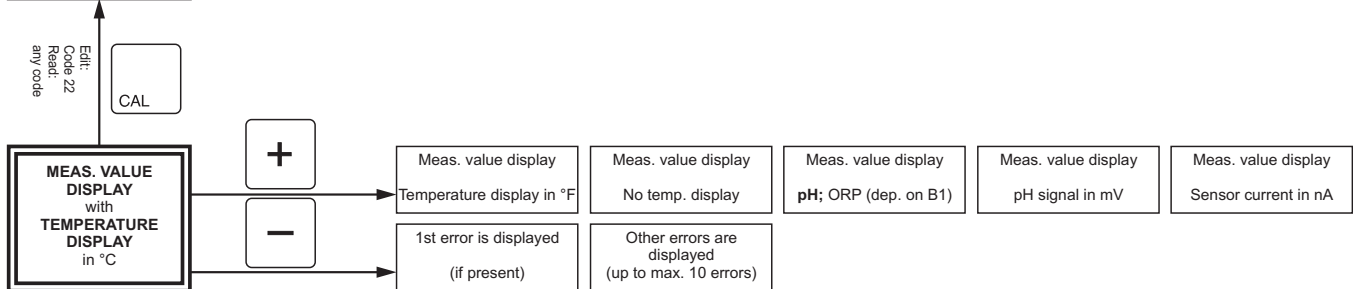 Edit:
Code 22
Read:
any code
CAL
MEAS. VALUE
DISPLAY
with
TEMPERATURE
DISPLAY
in °C
+
Meas. value display
Temperature display in °F
Meas. value display
No temp. display
Meas. value display
pH; ORP (dep. on B1)
Meas. value display
pH signal in mV
Meas. value display
Sensor current in nA
−
1st error is displayed
(if present)
Other errors are
displayed
(up to max. 10 errors)